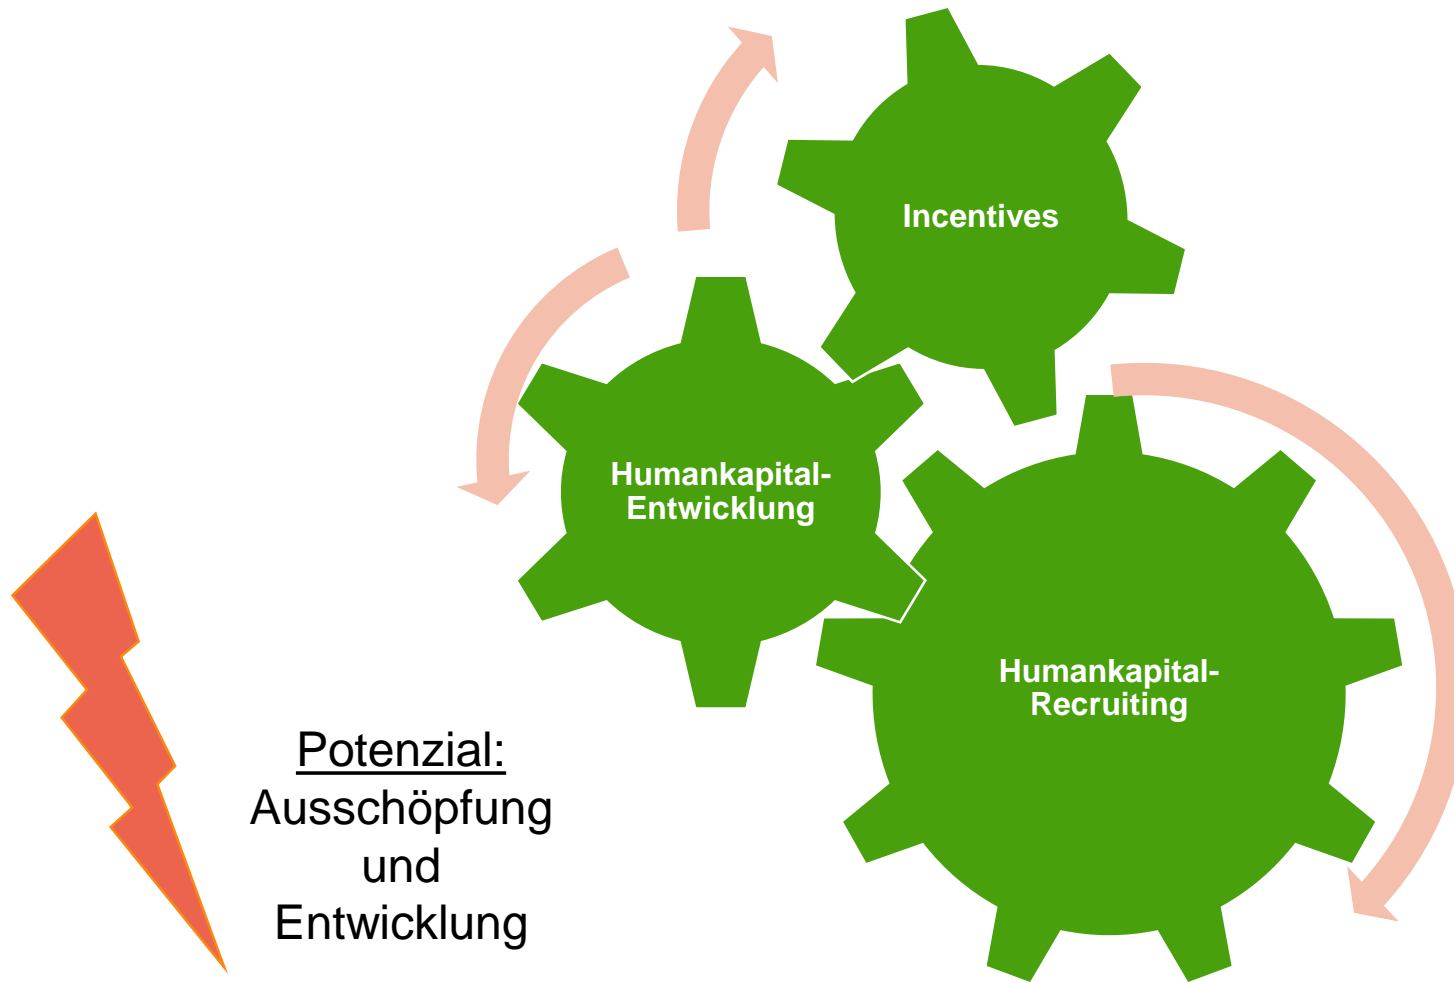 Incentives
Humankapital-
Entwicklung
Humankapital-
Recruiting
Potenzial:
Ausschöpfung
und
Entwicklung